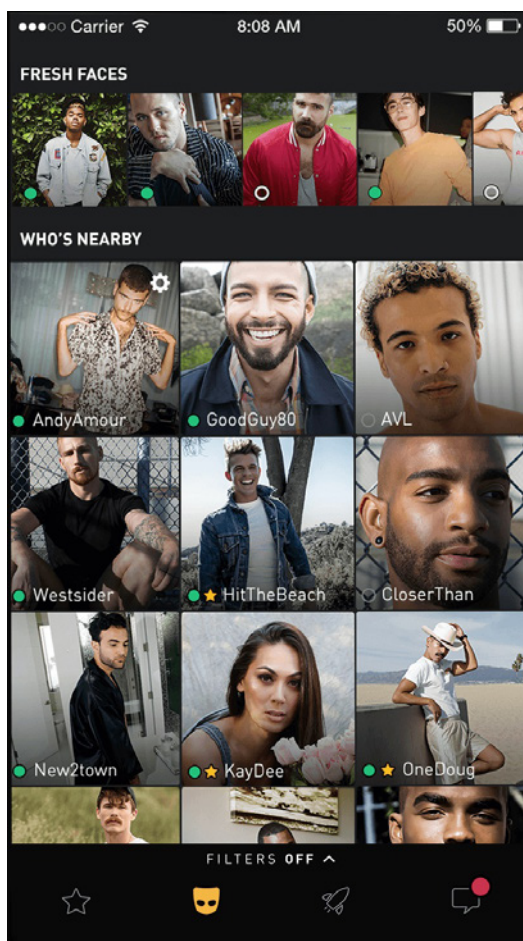 Carrier 8:08 AM 50%
FRESH FACES
WHO'S NEARBY
AndyAmour GoodGuy80 AVL
Westsider HitTheBeach CloserThan
New2town KayDee OneDoug
FILTERS OFF